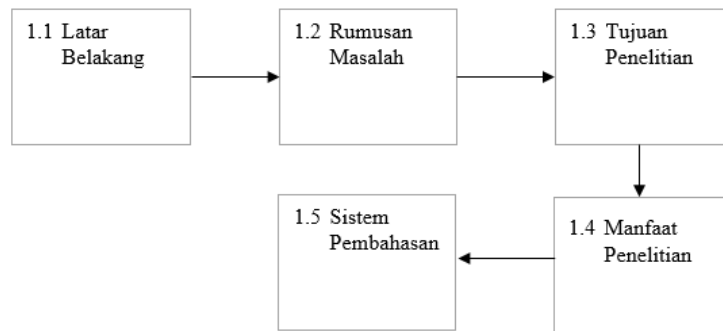 1.1 Latar
Belakang
1.2 Rumusan
Masalah
1.3 Tujuan
Penelitian
1.4 Manfaat
Penelitian
1.5 Sistem
Pembahasan